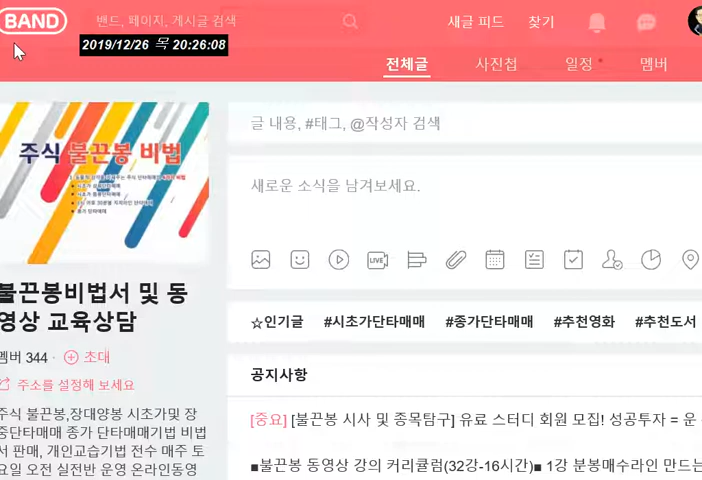 BAND
밴드, 페이지, 게시글 검색
새글 피드 찾기
2019/12/26 목 20:26:08
전체글 사진첩 일정 멤버
글 내용, #태그, @작성자 검색
주식 불끈봉 비법
새로운 소식을 남겨보세요.
LIVE
불끈봉비법서 및 동
영상 교육상담
☆인기글 #시초가단타매매 #종가단타매매 #추천영화 #추천도서
멤버 344 · 초대
주소를 설정해 보세요
공지사항
주식 불끈봉,장대양봉 시초가및 장
중단타매매 종가 단타매매기법 비법
서 판매, 개인교습기법 전수 매주 토
요일 오전 실전반 운영 온라인동영
[중요] [불끈봉 시사 및 종목탐구] 유료 스터디 회원 모집! 성공투자 = 운
■불끈봉 동영상 강의 커리큘럼(32강-16시간)■ 1강 분봉매수라인 만드는